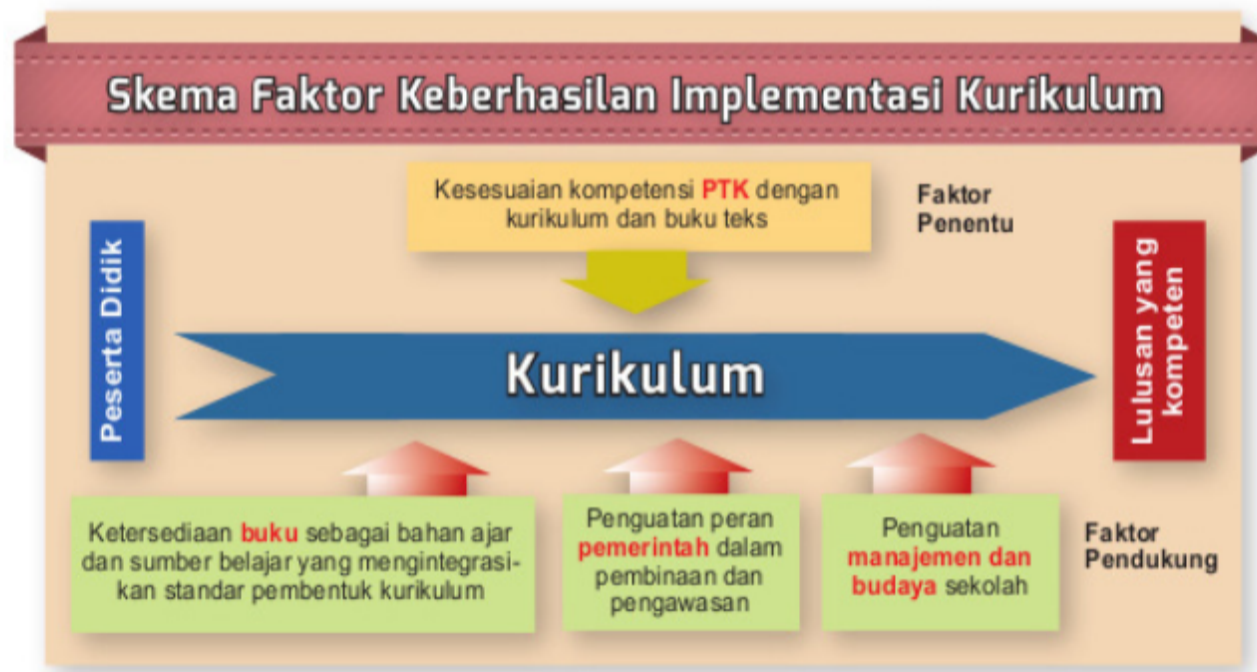 Skema Faktor Keberhasilan Implementasi Kurikulum
Kesesuaian kompetensi PTK dengan
kurikulum dan buku teks
Faktor
Penentu
Peserta Didik
Kurikulum
Lulusan yang
kompeten
Ketersediaan buku sebagai bahan ajar
dan sumber belajar yang mengintegrasi-
kan standar pembentuk kurikulum
Penguatan peran
pemerintah dalam
pembinaan dan
pengawasan
Penguatan
manajemen dan
budaya sekolah
Faktor
Pendukung